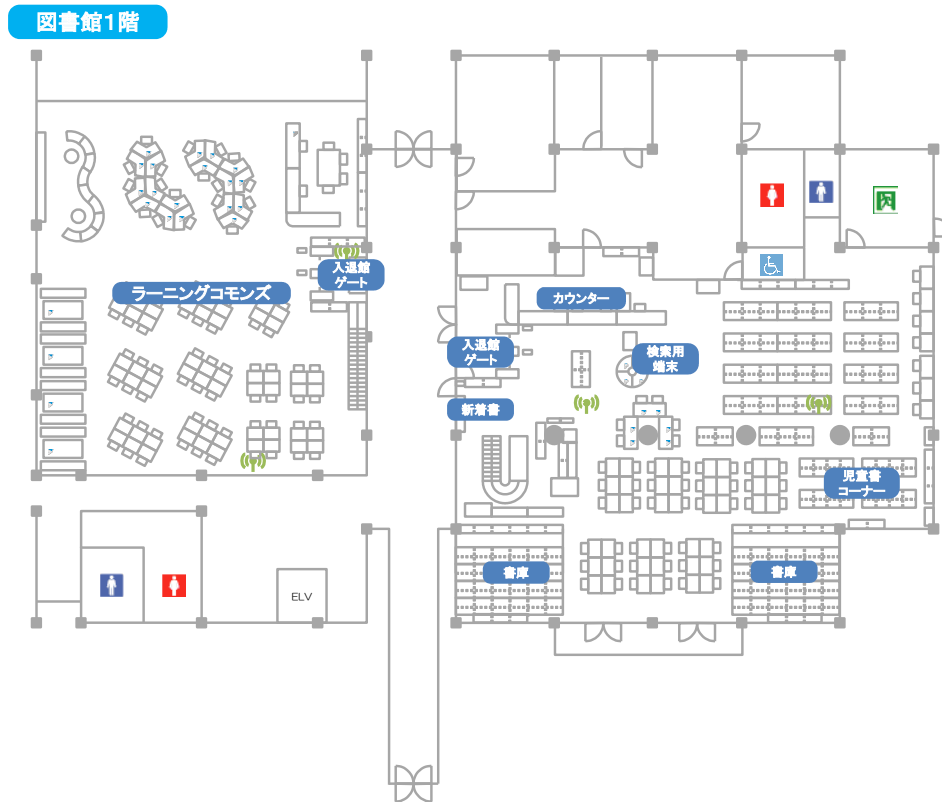 図書館1階
入退館
ゲート
ラーニングコモンズ
カウンター
入退館
ゲート
検索用
端末
新着書
児童書
コーナー
書庫
書庫
ELV